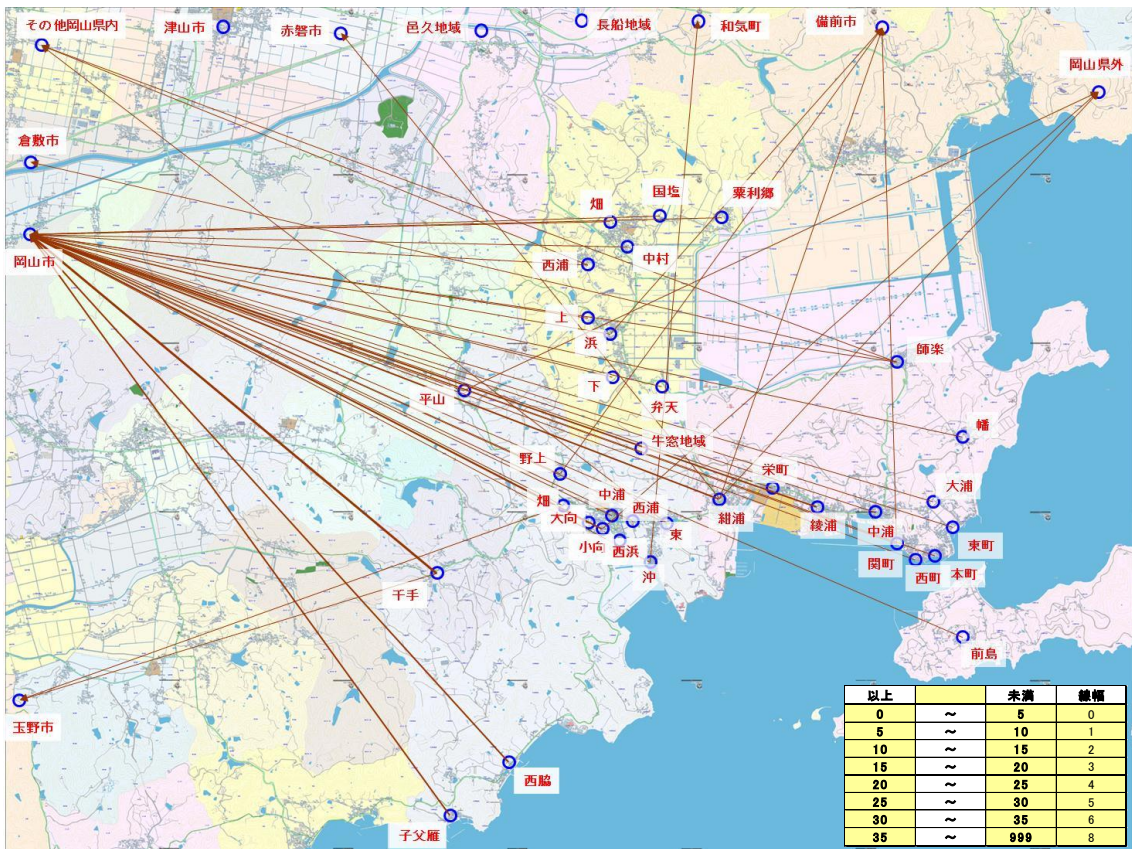 その他岡山県内
津山市
赤磐市
邑久地域
長船地域
和気町
備前市
岡山県外
倉敷市
岡山市
畑
国塩
粟利郷
中村
西浦
上
浜
師楽
下
弁天
平山
牛窓地域
幡
野上
栄町
大浦
畑
中浦
西浦
大向
東
紺浦
綾浦
中浦
東町
小向
西浜
関町
西町
本町
沖
千手
前島
玉野市
西脇
子父雁
以上 未満 線幅
0 ～ 5 0
5 ～ 10 1
10 ～ 15 2
15 ～ 20 3
20 ～ 25 4
25 ～ 30 5
30 ～ 35 6
35 ～ 999 8